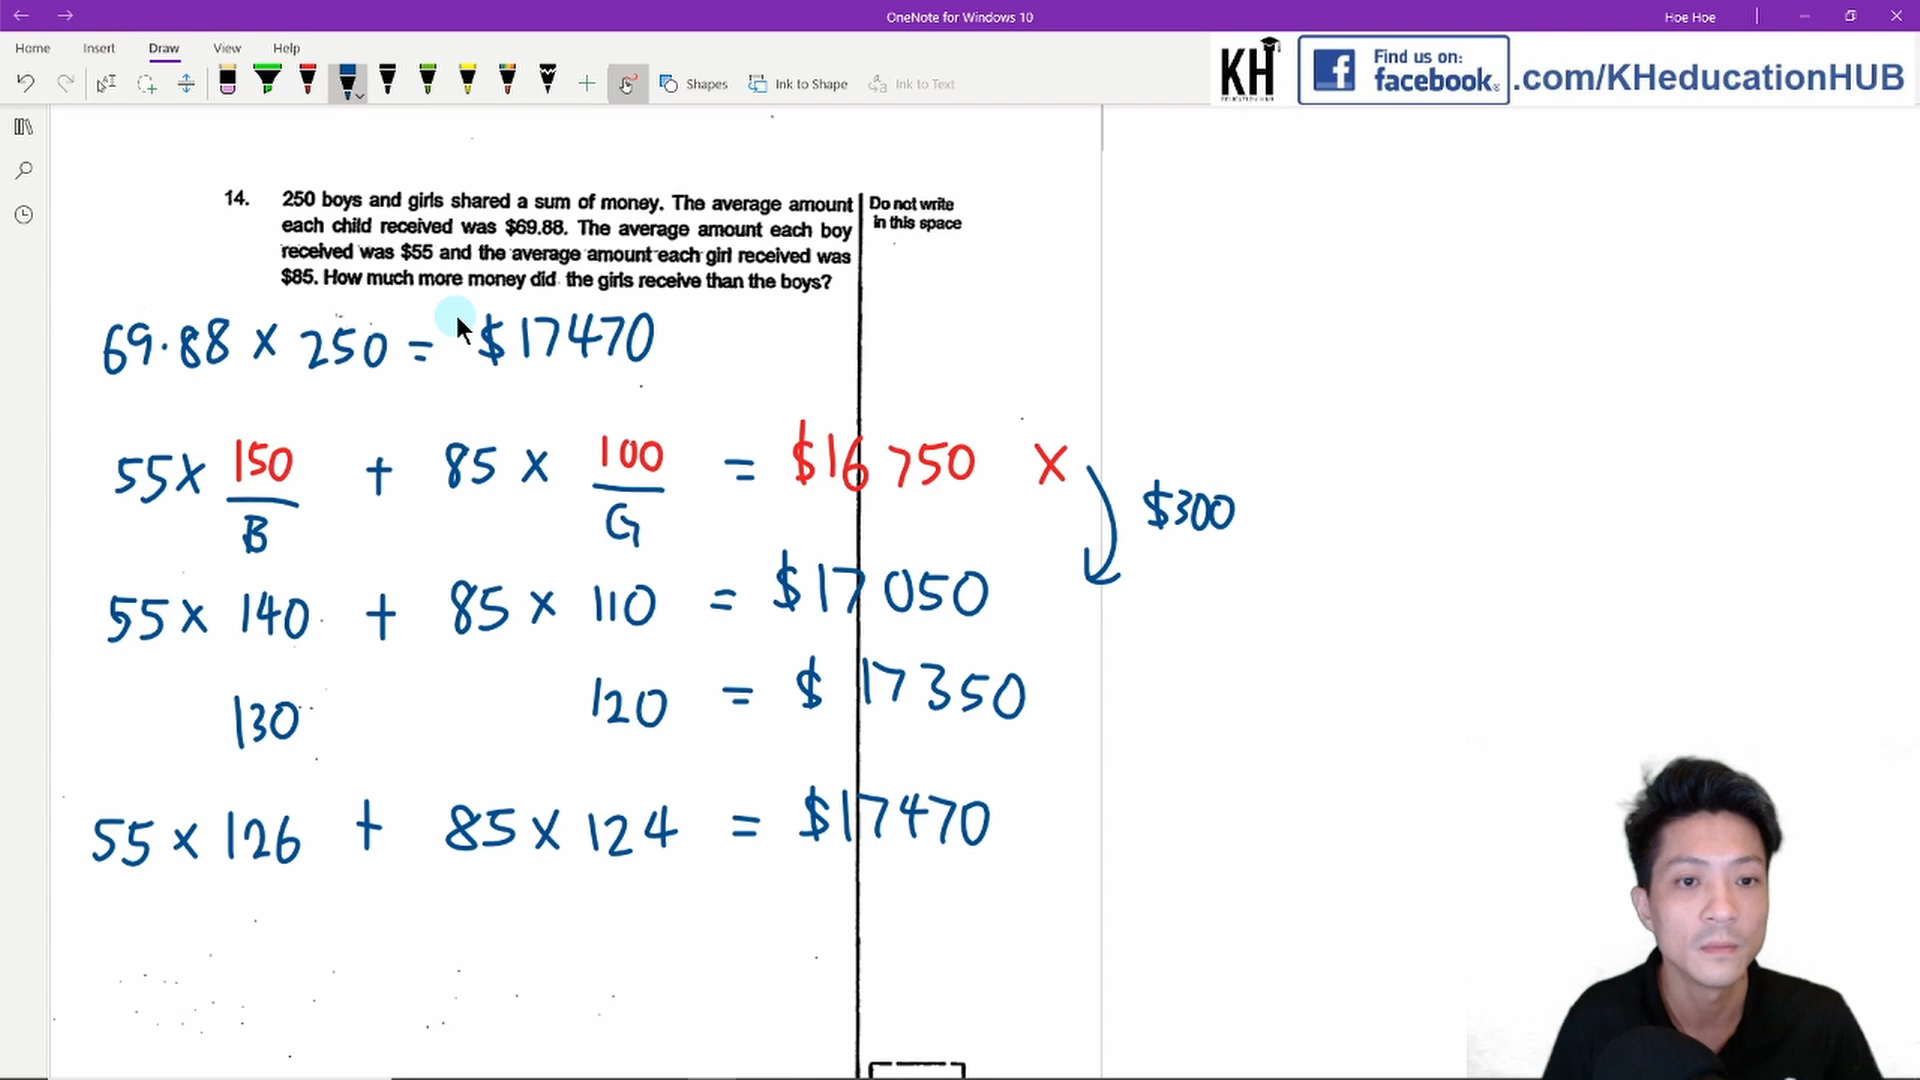 OneNote for Windows 10
Hoe Hoe
Home Insert Draw View Help
Shapes Ink to Shape Ink to Text
KH
Find us on:
facebook .com/KHeducationHUB
14. 250 boys and girls shared a sum of money. The average amount
each child received was $69.88. The average amount each boy
received was $55 and the average amount each girl received was
$85. How much more money did the girls receive than the boys?
Do not write
in this space
69.88 × 250 = $17470
55 × 150 + 85 × 100 = $16750 ×
B G
$300
55 × 140 + 85 × 110 = $17050
130 120 = $17350
55 × 126 + 85 × 124 = $17470